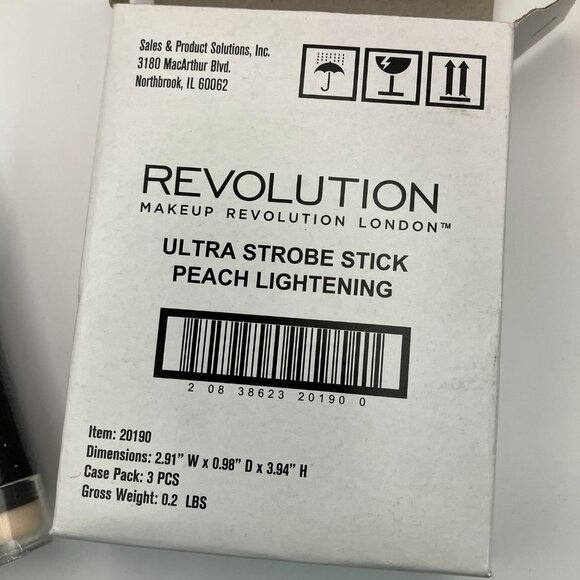 Sales & Product Solutions, Inc.
3180 MacArthur Blvd.
Northbrook, IL 60062
REVOLUTION
MAKEUP REVOLUTION LONDON™
ULTRA STROBE STICK
PEACH LIGHTENING
2 08 38623 20190 0
Item: 20190
Dimensions: 2.91” W x 0.98” D x 3.94” H
Case Pack: 3 PCS
Gross Weight: 0.2 LBS